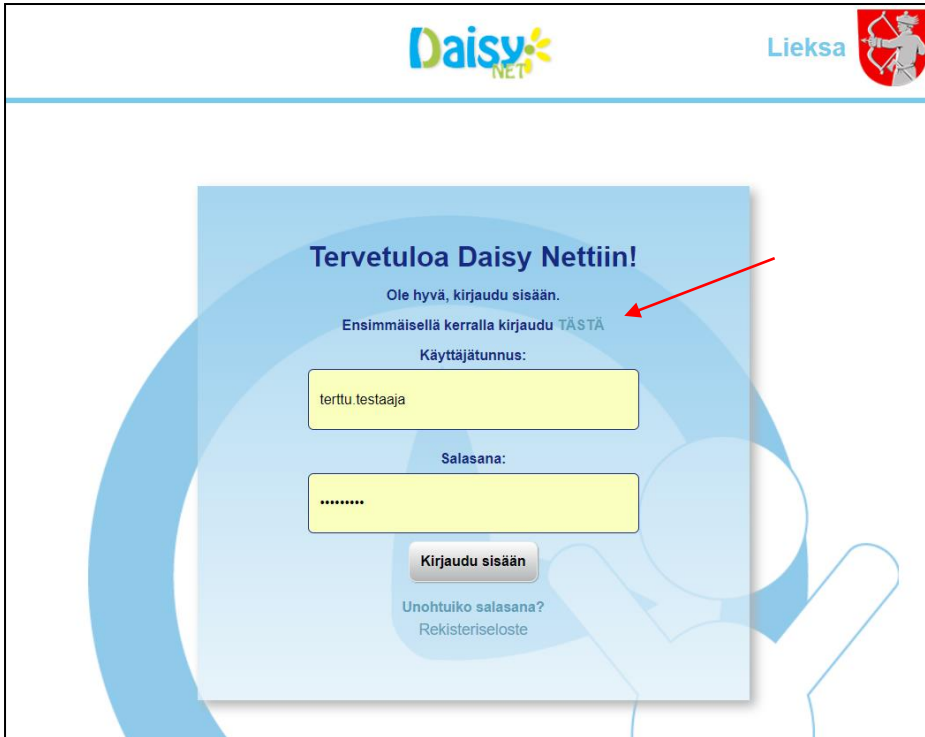 Daisy
NET
Lieksa
Tervetuloa Daisy Nettiin!
Ole hyvä, kirjaudu sisään.
Ensimmäisellä kerralla kirjaudu TÄSTÄ
Käyttäjätunnus:
terttu.testaaja
Salasana:
•••••••••
Kirjaudu sisään
Unohtuiko salasana?
Rekisteriseloste